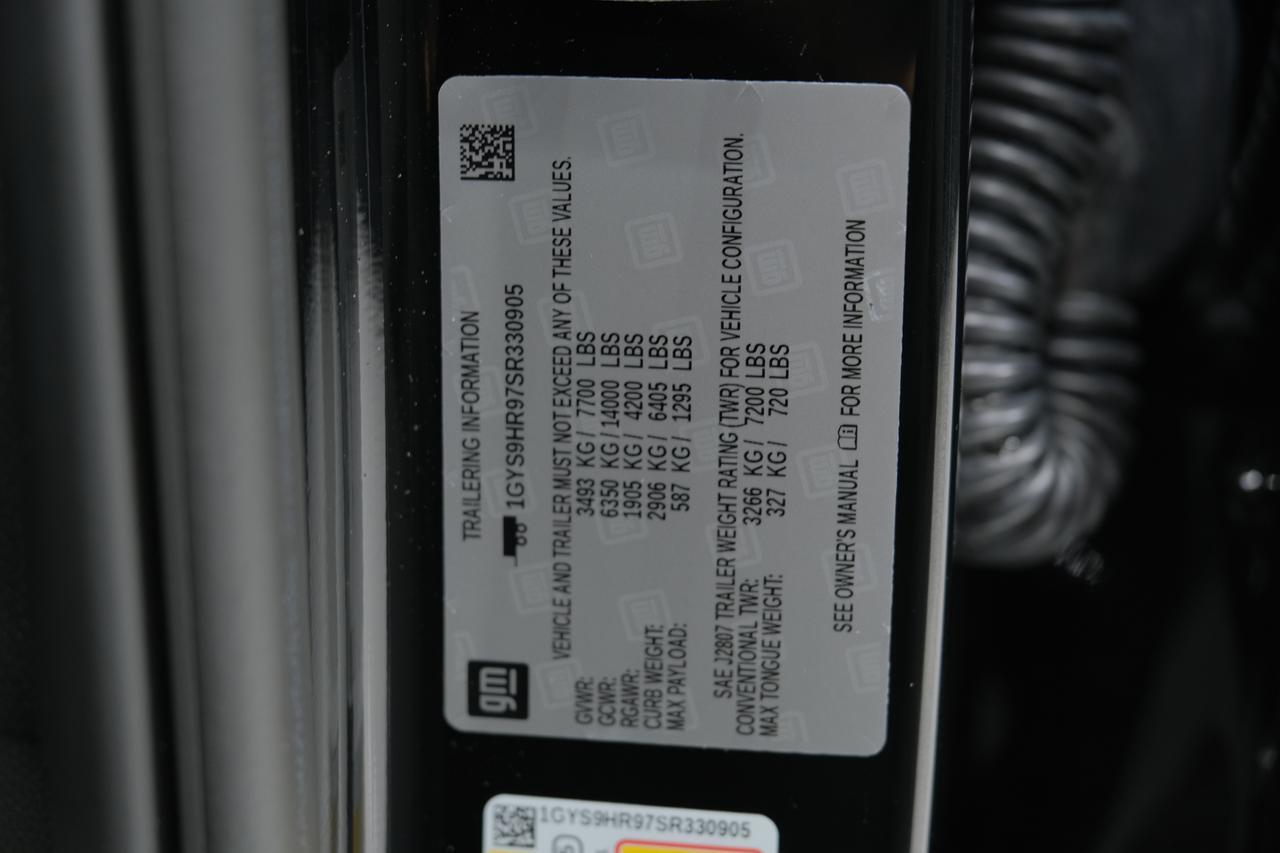 gm
TRAILERING INFORMATION
1GYS9HR97SR330905
VEHICLE AND TRAILER MUST NOT EXCEED ANY OF THESE VALUES.
GVWR: 3493 KG / 7700 LBS
GCWR: 6350 KG / 14000 LBS
RGAWR: 1905 KG / 4200 LBS
CURB WEIGHT: 2906 KG / 6405 LBS
MAX PAYLOAD: 587 KG / 1295 LBS
SAE J2807 TRAILER WEIGHT RATING (TWR) FOR VEHICLE CONFIGURATION.
CONVENTIONAL TWR: 3266 KG / 7200 LBS
MAX TONGUE WEIGHT: 327 KG / 720 LBS
SEE OWNER'S MANUAL FOR MORE INFORMATION
1GYS9HR97SR330905